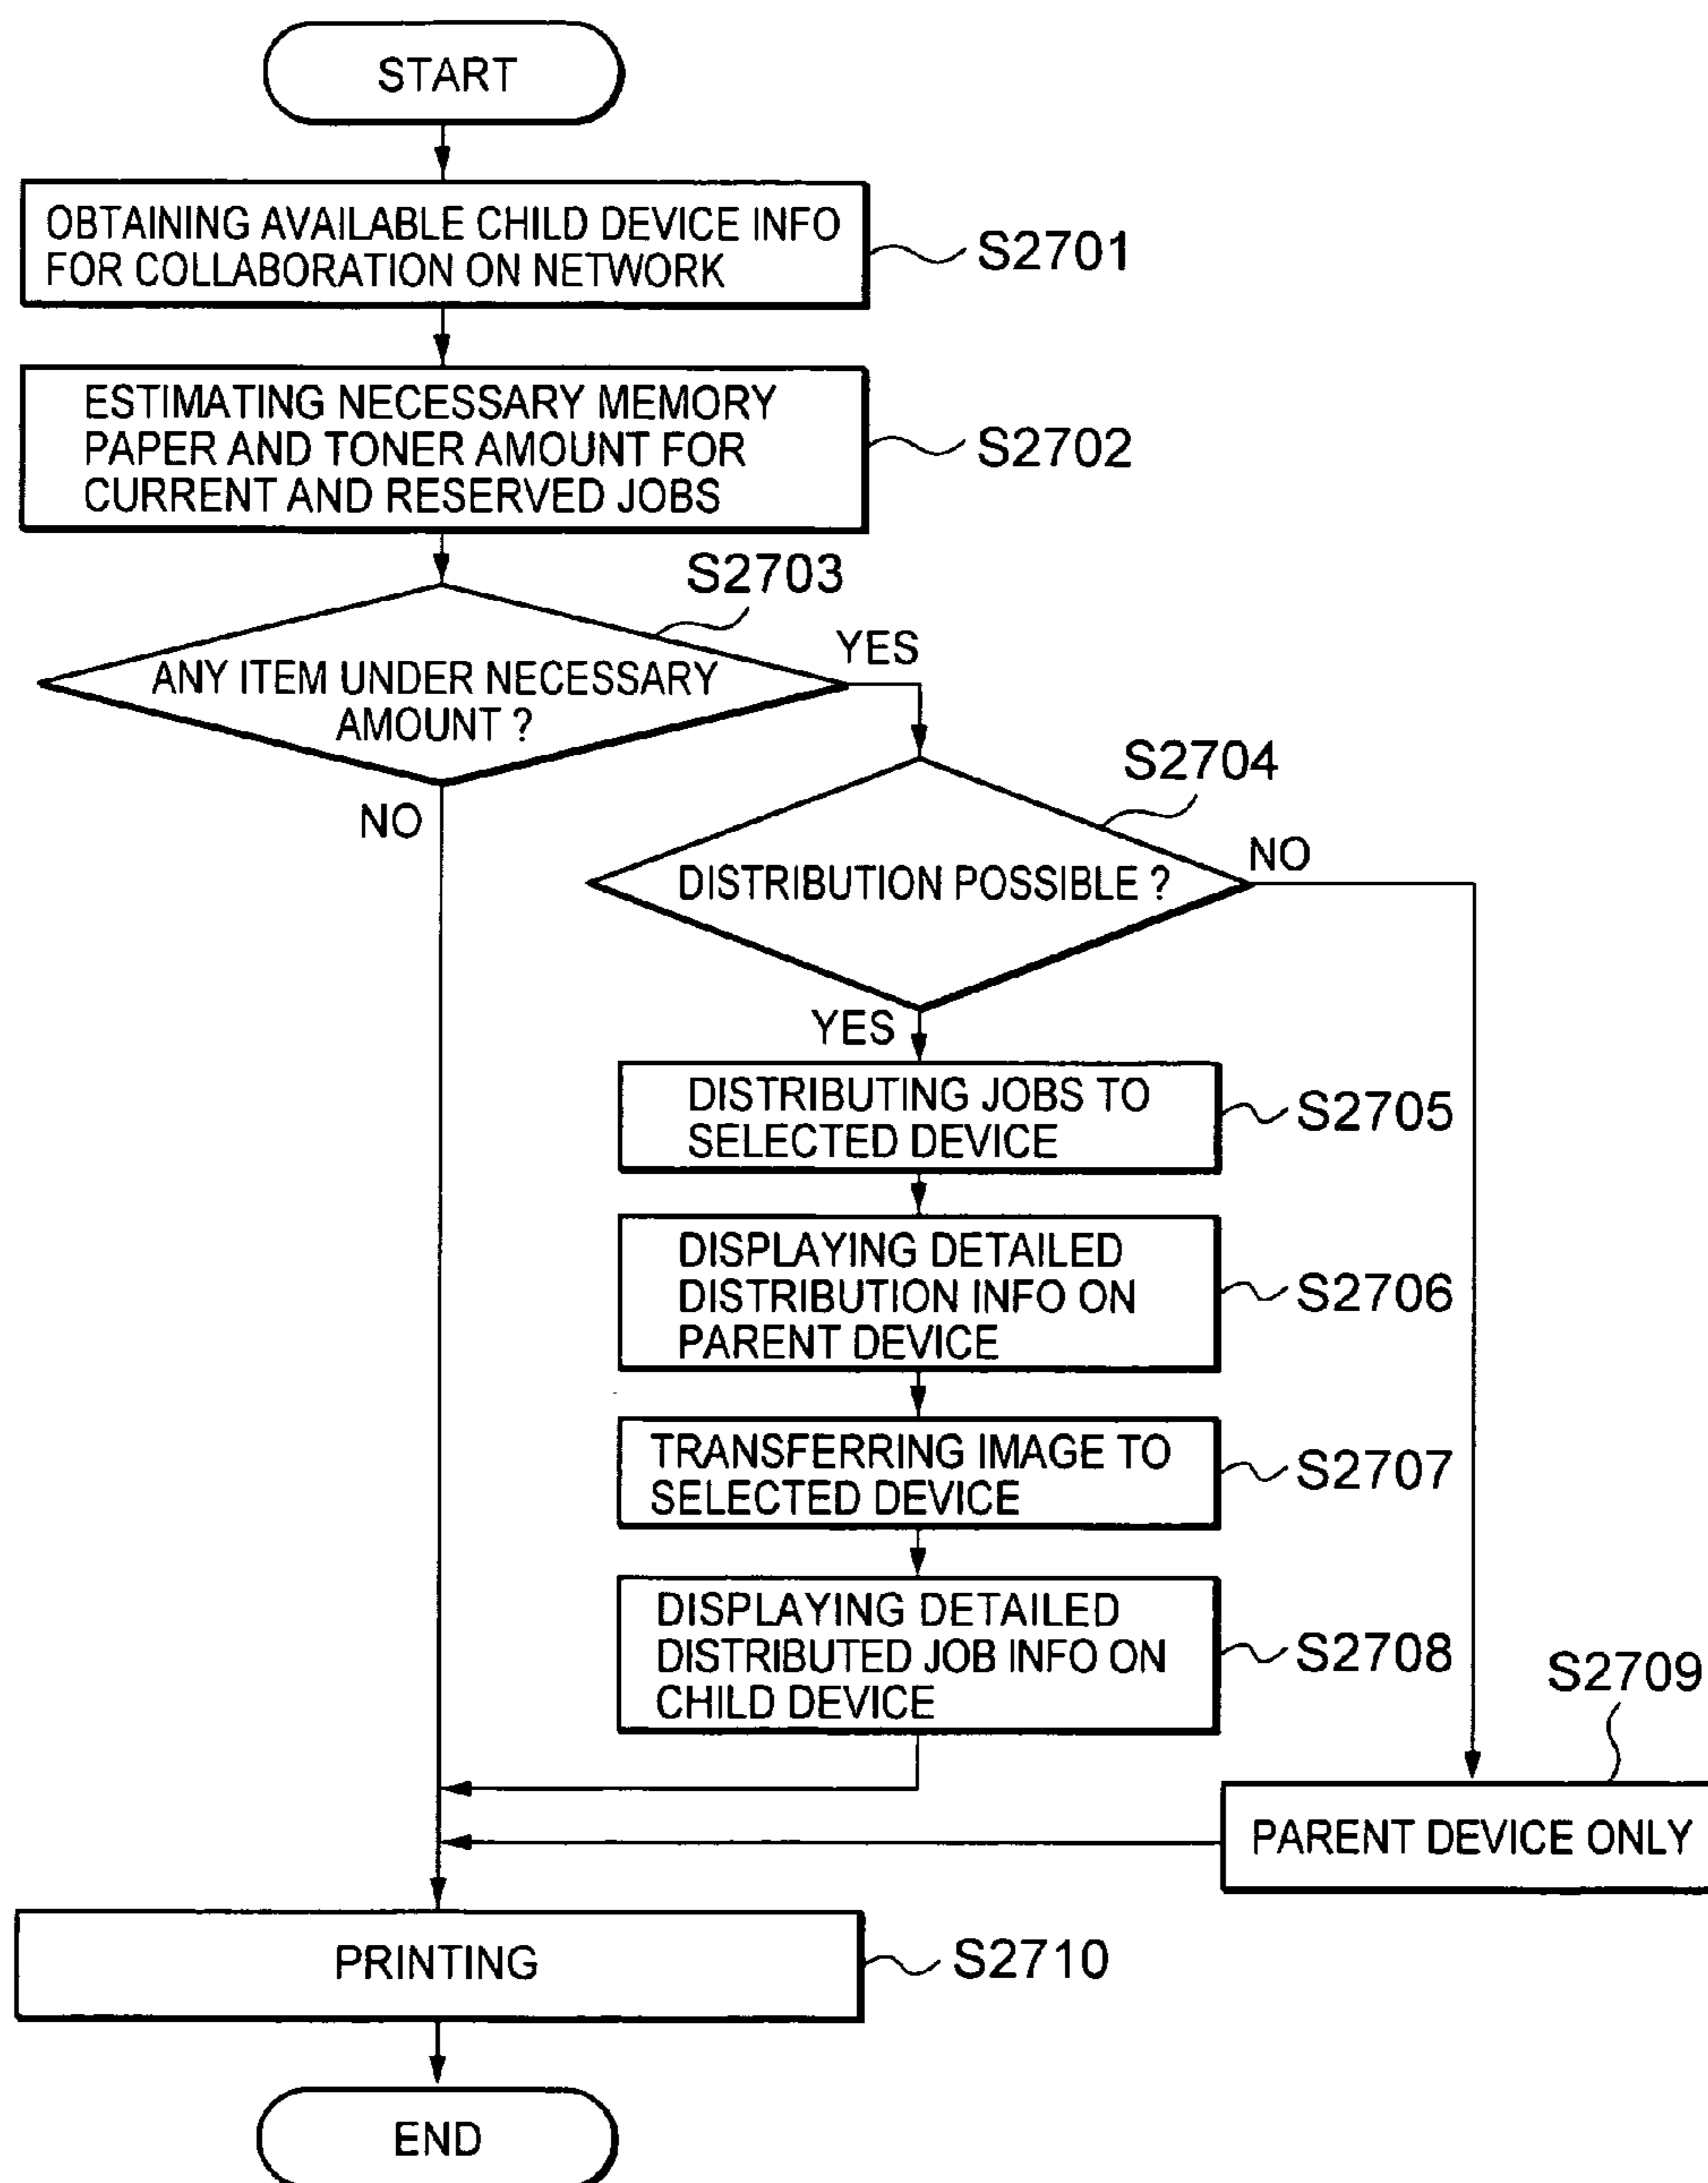 START
OBTAINING AVAILABLE CHILD DEVICE INFO
FOR COLLABORATION ON NETWORK
S2701
ESTIMATING NECESSARY MEMORY
PAPER AND TONER AMOUNT FOR
CURRENT AND RESERVED JOBS
S2702
S2703
ANY ITEM UNDER NECESSARY
AMOUNT ?
YES
NO
S2704
DISTRIBUTION POSSIBLE ?
NO
YES
DISTRIBUTING JOBS TO
SELECTED DEVICE
S2705
DISPLAYING DETAILED
DISTRIBUTION INFO ON
PARENT DEVICE
S2706
TRANSFERRING IMAGE TO
SELECTED DEVICE
S2707
DISPLAYING DETAILED
DISTRIBUTED JOB INFO ON
CHILD DEVICE
S2708
S2709
PARENT DEVICE ONLY
PRINTING
S2710
END